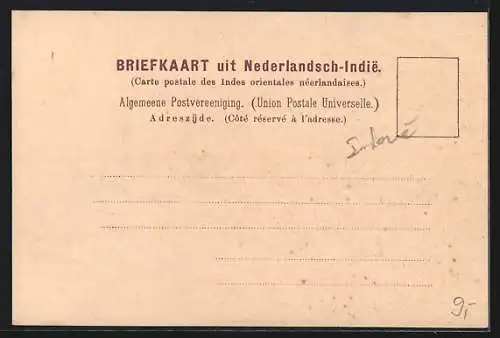 BRIEFKAART uit Nederlandsch-Indië.
(Carte postale des Indes orientales néerlandaises.)
Algemeene Postvereeniging. (Union Postale Universelle.)
Adreszijde. (Côté réservé à l'adresse.)
9,-